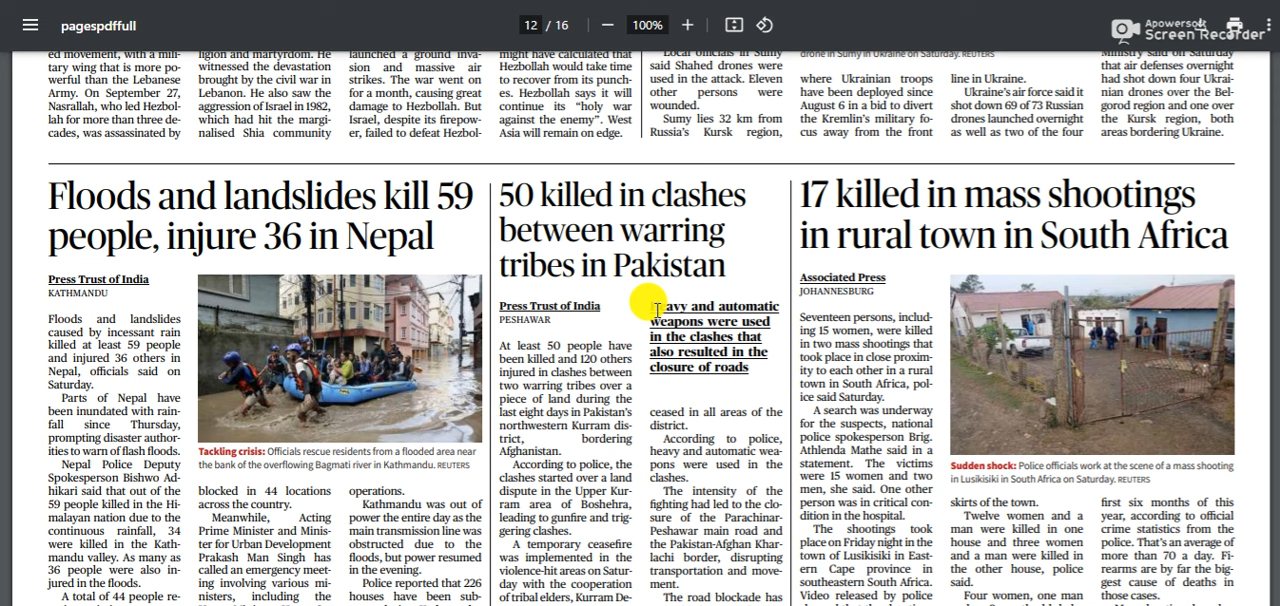 pagespdffull
12 / 16
100%
Apowersoft
Screen Recorder
ed movement, with a mili-
tary wing that is more po-
werful than the Lebanese
Army. On September 27,
Nasrallah, who led Hezbol-
lah for more than three de-
cades, was assassinated by
ligion and martyrdom. He
witnessed the devastation
brought by the civil war in
Lebanon. He also saw the
aggression of Israel in 1982,
which had hit the margi-
nalised Shia community
launched a ground inva-
sion and massive air
strikes. The war went on
for a month, causing great
damage to Hezbollah. But
Israel, despite its firepow-
er, failed to defeat Hezbol-
might have calculated that
Hezbollah would take time
to recover from its punch-
es. Hezbollah says it will
continue its “holy war
against the enemy”. West
Asia will remain on edge.
Local officials in Sumy
said Shahed drones were
used in the attack. Eleven
other persons were
wounded.
Sumy lies 32 km from
Russia’s Kursk region,
drone in Sumy in Ukraine on Saturday. REUTERS
where Ukrainian troops
have been deployed since
August 6 in a bid to divert
the Kremlin’s military fo-
cus away from the front
line in Ukraine.
Ukraine’s air force said it
shot down 69 of 73 Russian
drones launched overnight
as well as two of the four
Ministry said on Saturday
that air defenses overnight
had shot down four Ukrai-
nian drones over the Bel-
gorod region and one over
the Kursk region, both
areas bordering Ukraine.
Floods and landslides kill 59
people, injure 36 in Nepal
Press Trust of India
KATHMANDU
Floods and landslides
caused by incessant rain
killed at least 59 people
and injured 36 others in
Nepal, officials said on
Saturday.
Parts of Nepal have
been inundated with rain-
fall since Thursday,
prompting disaster author-
ities to warn of flash floods.
Nepal Police Deputy
Spokesperson Bishwo Ad-
hikari said that out of the
59 people killed in the Hi-
malayan nation due to the
continuous rainfall, 34
were killed in the Kath-
mandu valley. As many as
36 people were also in-
jured in the floods.
A total of 44 people re-
Tackling crisis: Officials rescue residents from a flooded area near
the bank of the overflowing Bagmati river in Kathmandu. REUTERS
blocked in 44 locations
across the country.
Meanwhile, Acting
Prime Minister and Minis-
ter for Urban Development
Prakash Man Singh has
called an emergency meet-
ing involving various mi-
nisters, including the
operations.
Kathmandu was out of
power the entire day as the
main transmission line was
obstructed due to the
floods, but power resumed
in the evening.
Police reported that 226
houses have been sub-
50 killed in clashes
between warring
tribes in Pakistan
Press Trust of India
PESHAWAR
At least 50 people have
been killed and 120 others
injured in clashes between
two warring tribes over a
piece of land during the
last eight days in Pakistan’s
northwestern Kurram dis-
trict, bordering
Afghanistan.
According to police, the
clashes started over a land
dispute in the Upper Kur-
ram area of Boshehra,
leading to gunfire and trig-
gering clashes.
A temporary ceasefire
was implemented in the
violence-hit areas on Satur-
day with the cooperation
of tribal elders, Kurram De-
Heavy and automatic
weapons were used
in the clashes that
also resulted in the
closure of roads
ceased in all areas of the
district.
According to police,
heavy and automatic wea-
pons were used in the
clashes.
The intensity of the
fighting had led to the clo-
sure of the Parachinar-
Peshawar main road and
the Pakistan-Afghan Khar-
lachi border, disrupting
transportation and move-
ment.
The road blockade has
17 killed in mass shootings
in rural town in South Africa
Associated Press
JOHANNESBURG
Seventeen persons, includ-
ing 15 women, were killed
in two mass shootings that
took place in close proxim-
ity to each other in a rural
town in South Africa, pol-
ice said Saturday.
A search was underway
for the suspects, national
police spokesperson Brig.
Athlenda Mathe said in a
statement. The victims
were 15 women and two
men, she said. One other
person was in critical con-
dition in the hospital.
The shootings took
place on Friday night in the
town of Lusikisiki in East-
ern Cape province in
southeastern South Africa.
Video released by police
Sudden shock: Police officials work at the scene of a mass shooting
in Lusikisiki in South Africa on Saturday. REUTERS
skirts of the town.
Twelve women and a
man were killed in one
house and three women
and a man were killed in
the other house, police
said.
Four women, one man
first six months of this
year, according to official
crime statistics from the
police. That’s an average of
more than 70 a day. Fi-
rearms are by far the big-
gest cause of deaths in
those cases.